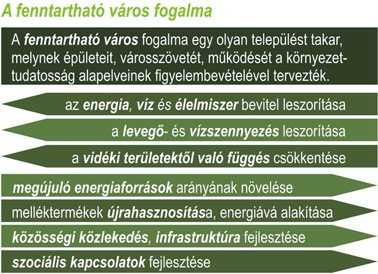 A fenntartható város fogalma
A fenntartható város fogalma egy olyan települést takar,
melynek épületeit, városszövetét, működését a környezet-
tudatosság alapelveinek figyelembevételével tervezték.
az energia, víz és élelmiszer bevitel leszorítása
a levegő- és vízszennyezés leszorítása
a vidéki területektől való függés csökkentése
megújuló energiaforrások arányának növelése
melléktermékek újrahasznosítása, energiává alakítása
közösségi közlekedés, infrastruktúra fejlesztése
szociális kapcsolatok fejlesztése